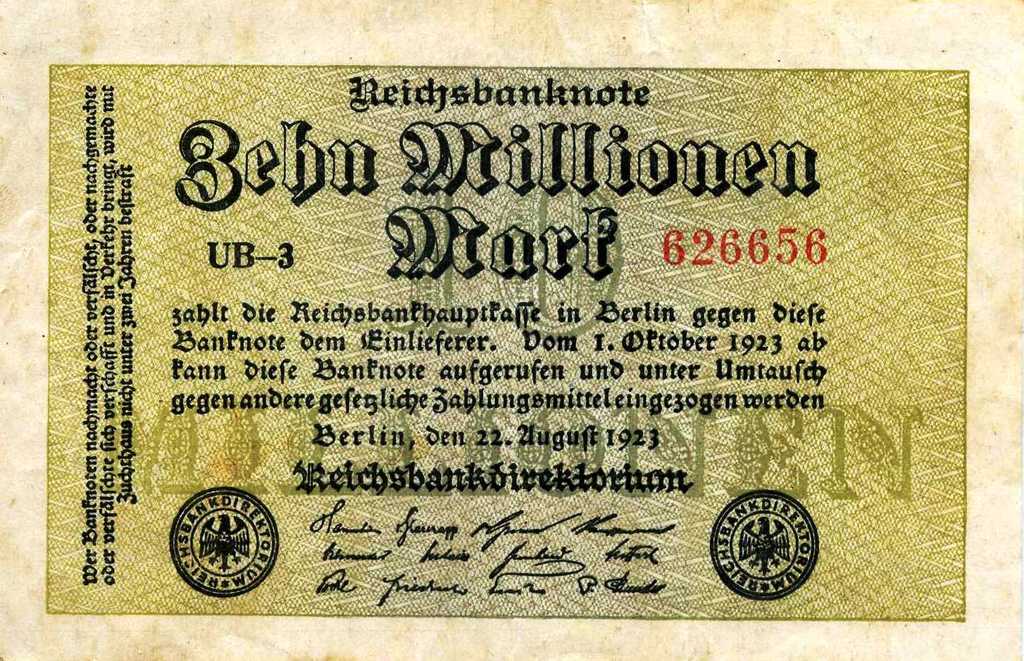 Reichsbanknote
Zehn Millionen
Mark
UB–3
626656
zahlt die Reichsbankhauptkasse in Berlin gegen diese
Banknote dem Einlieferer. Vom 1. Oktober 1923 ab
kann diese Banknote aufgerufen und unter Umtausch
gegen andere gesetzliche Zahlungsmittel eingezogen werden
Berlin, den 22. August 1923
Reichsbankdirektorium
REICHSBANKDIREKTORIUM
REICHSBANKDIREKTORIUM
Wer Banknoten nachmacht oder verfälscht, oder nachgemachte
oder verfälschte sich verschafft und in Verkehr bringt, wird mit
Zuchthaus nicht unter zwei Jahren bestraft
10
MILLIONEN